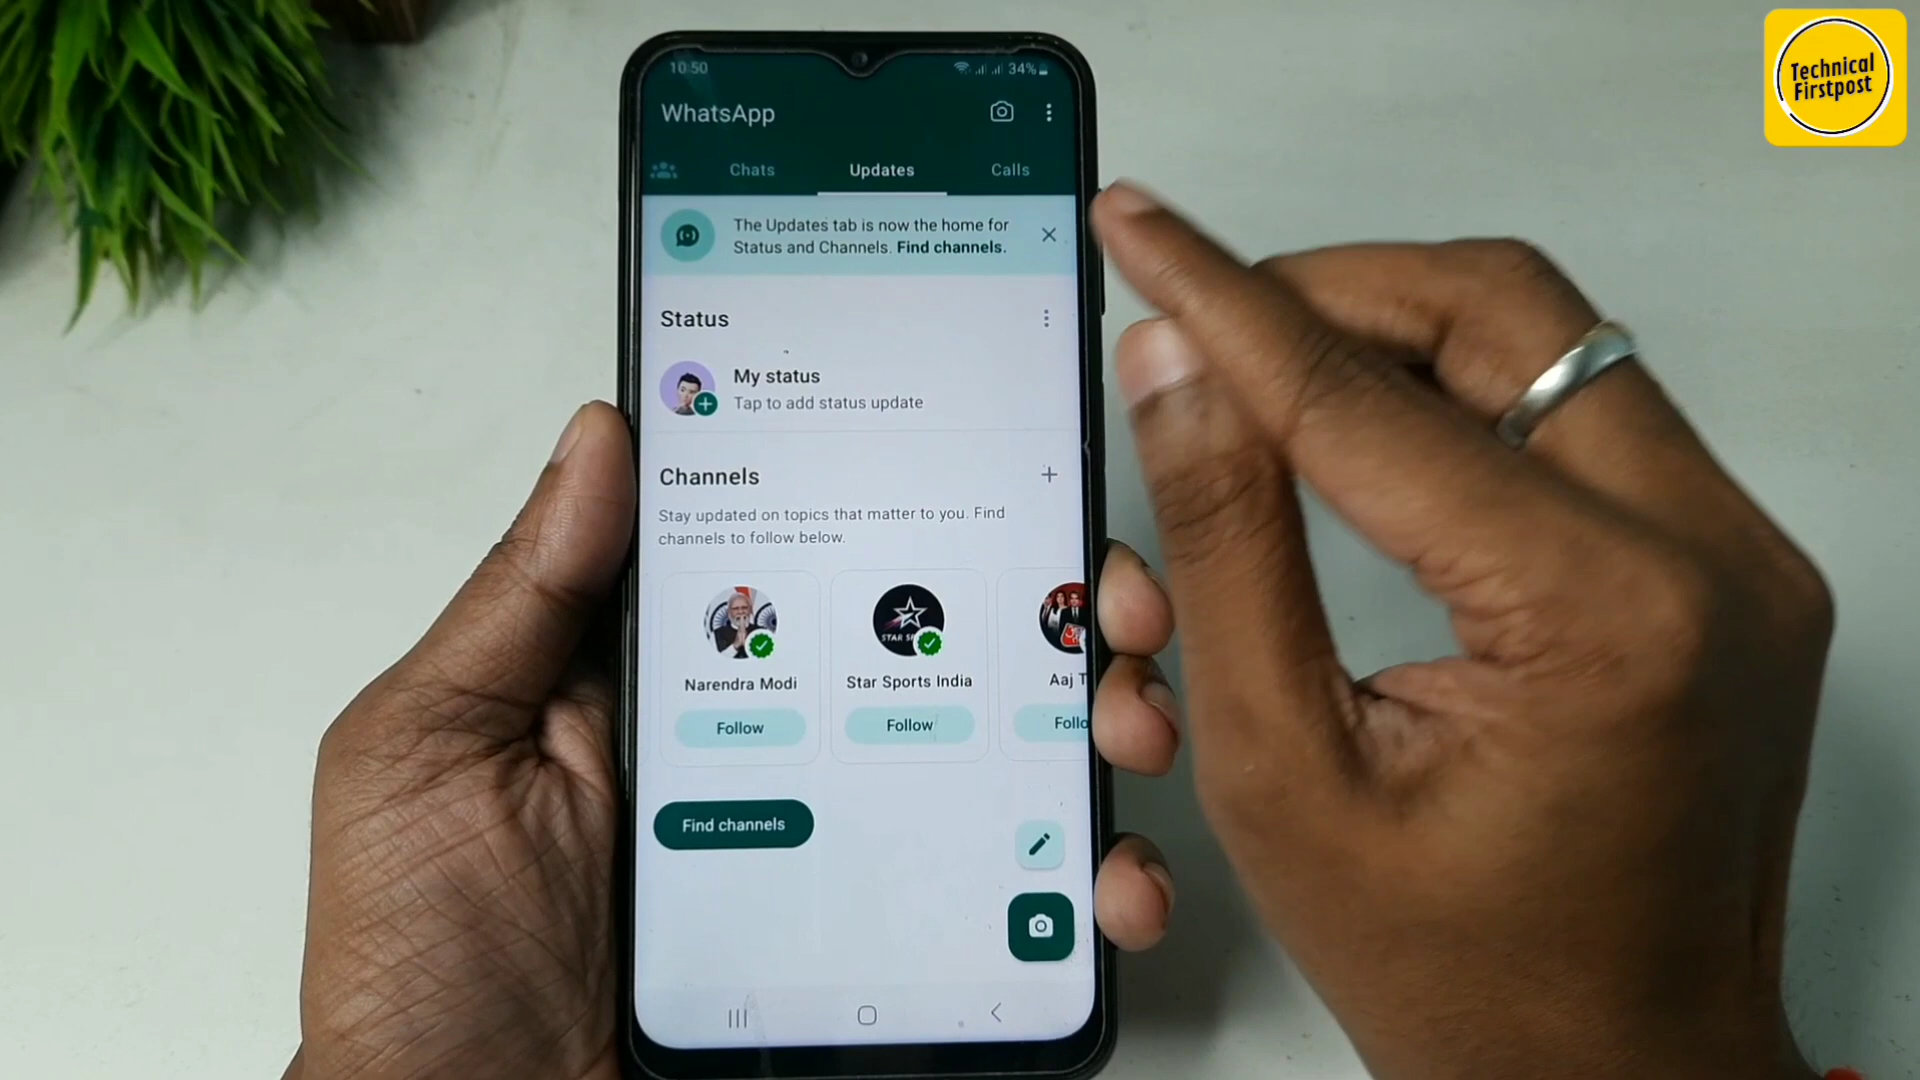 Technical
Firstpost
10:50
34%
WhatsApp
Chats
Updates
Calls
The Updates tab is now the home for
Status and Channels. Find channels.
Status
My status
Tap to add status update
Channels
Stay updated on topics that matter to you. Find
channels to follow below.
Narendra Modi
Star Sports India
Aaj T
Follow
Follow
Follo
Find channels